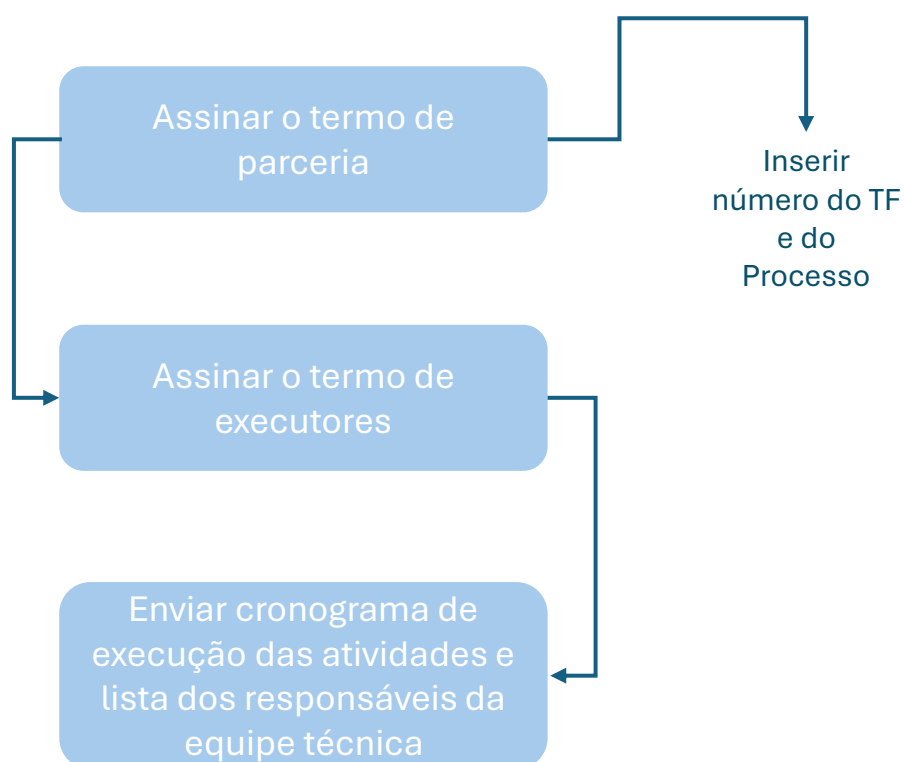 Assinar o termo de
parceria
Inserir
número do TF
e do
Processo
Assinar o termo de
executores
Enviar cronograma de
execução das atividades e
lista dos responsáveis da
equipe técnica